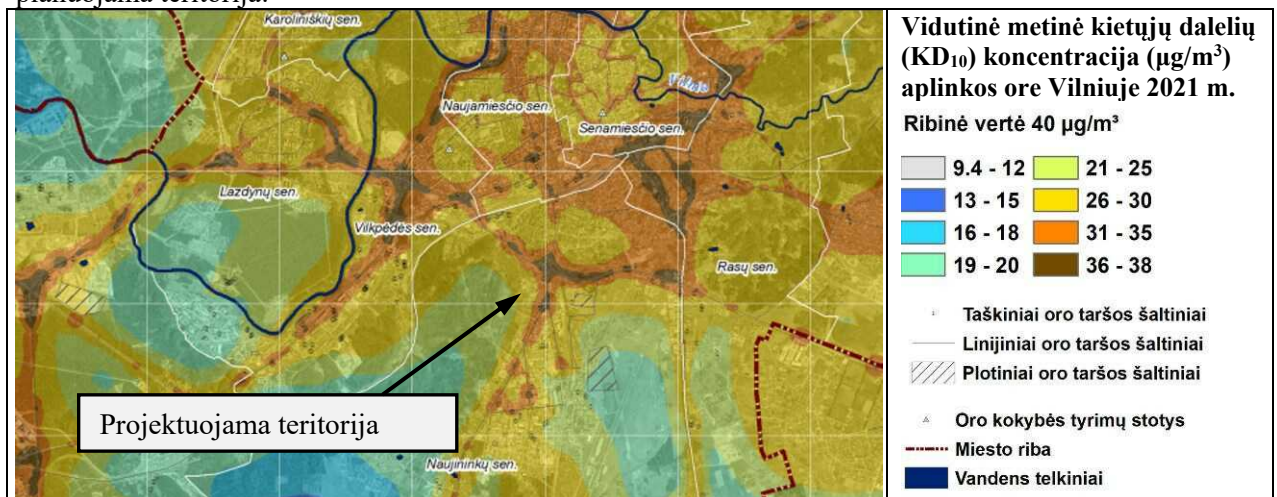 planuojama teritorija.
Karoliniškių sen.
Vilnia
Naujamiesčio sen.
Senamiesčio sen.
Lazdynų sen.
Vilkpėdės sen.
Rasų sen.
Projektuojama teritorija
Naujininkų sen.
Vidutinė metinė kietųjų dalelių
(KD₁₀) koncentracija (µg/m³)
aplinkos ore Vilniuje 2021 m.
Ribinė vertė 40 µg/m³
9.4 - 12 21 - 25
13 - 15 26 - 30
16 - 18 31 - 35
19 - 20 36 - 38
Taškiniai oro taršos šaltiniai
Linijiniai oro taršos šaltiniai
Plotiniai oro taršos šaltiniai
Oro kokybės tyrimų stotys
Miesto riba
Vandens telkiniai